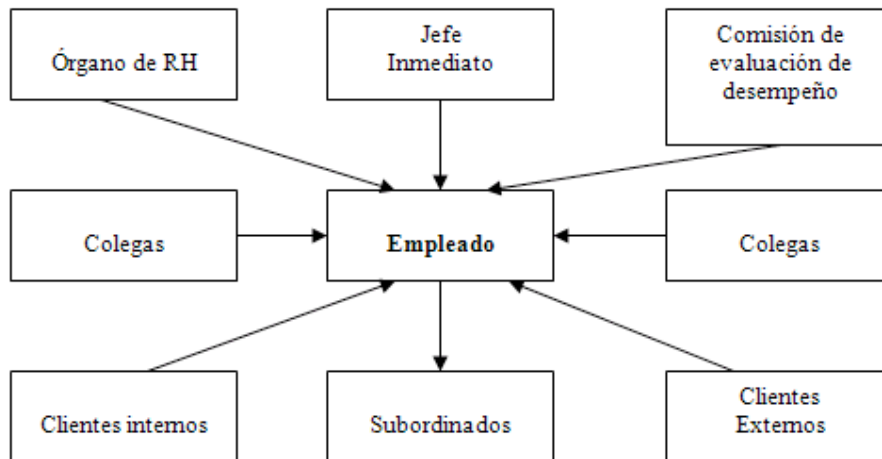 Órgano de RH
Jefe
Inmediato
Comisión de
evaluación de
desempeño
Colegas
Empleado
Colegas
Clientes internos
Subordinados
Clientes
Externos